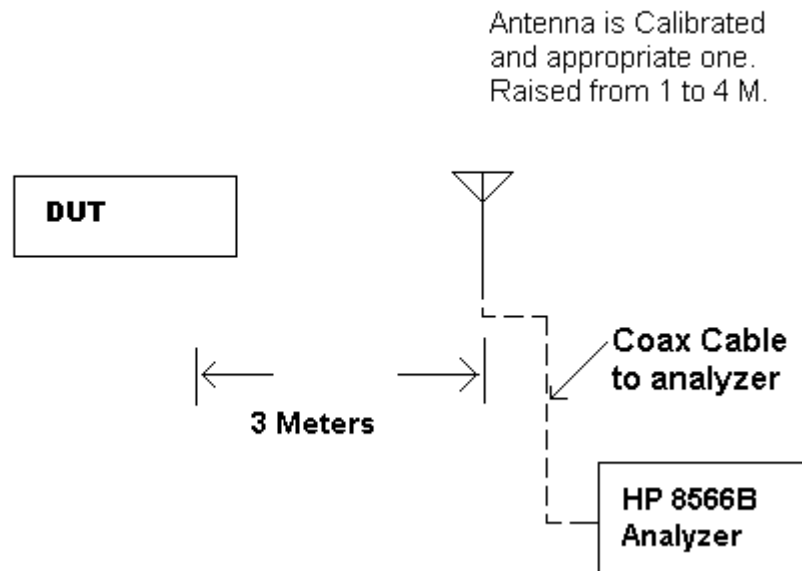 Antenna is Calibrated
and appropriate one.
Raised from 1 to 4 M.
DUT
Coax Cable
to analyzer
3 Meters
HP 8566B
Analyzer